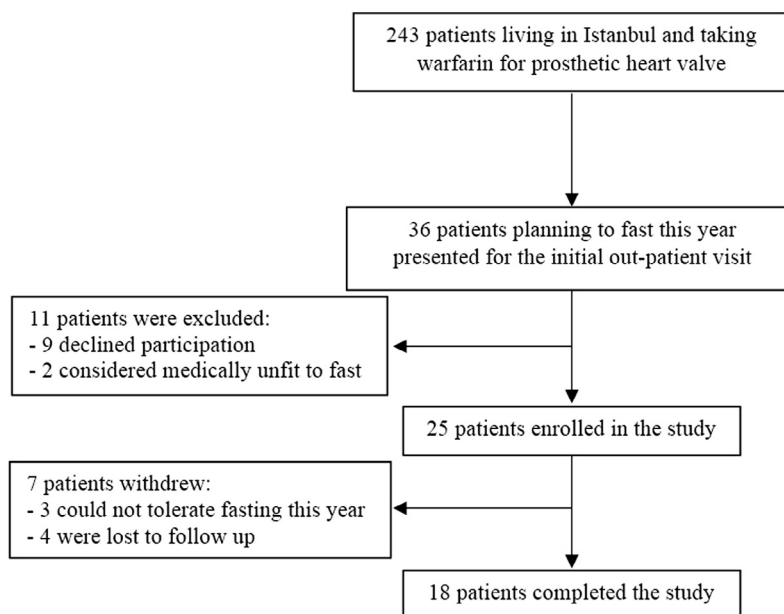 243 patients living in Istanbul and taking
warfarin for prosthetic heart valve
36 patients planning to fast this year
presented for the initial out-patient visit
11 patients were excluded:
- 9 declined participation
- 2 considered medically unfit to fast
25 patients enrolled in the study
7 patients withdrew:
- 3 could not tolerate fasting this year
- 4 were lost to follow up
18 patients completed the study